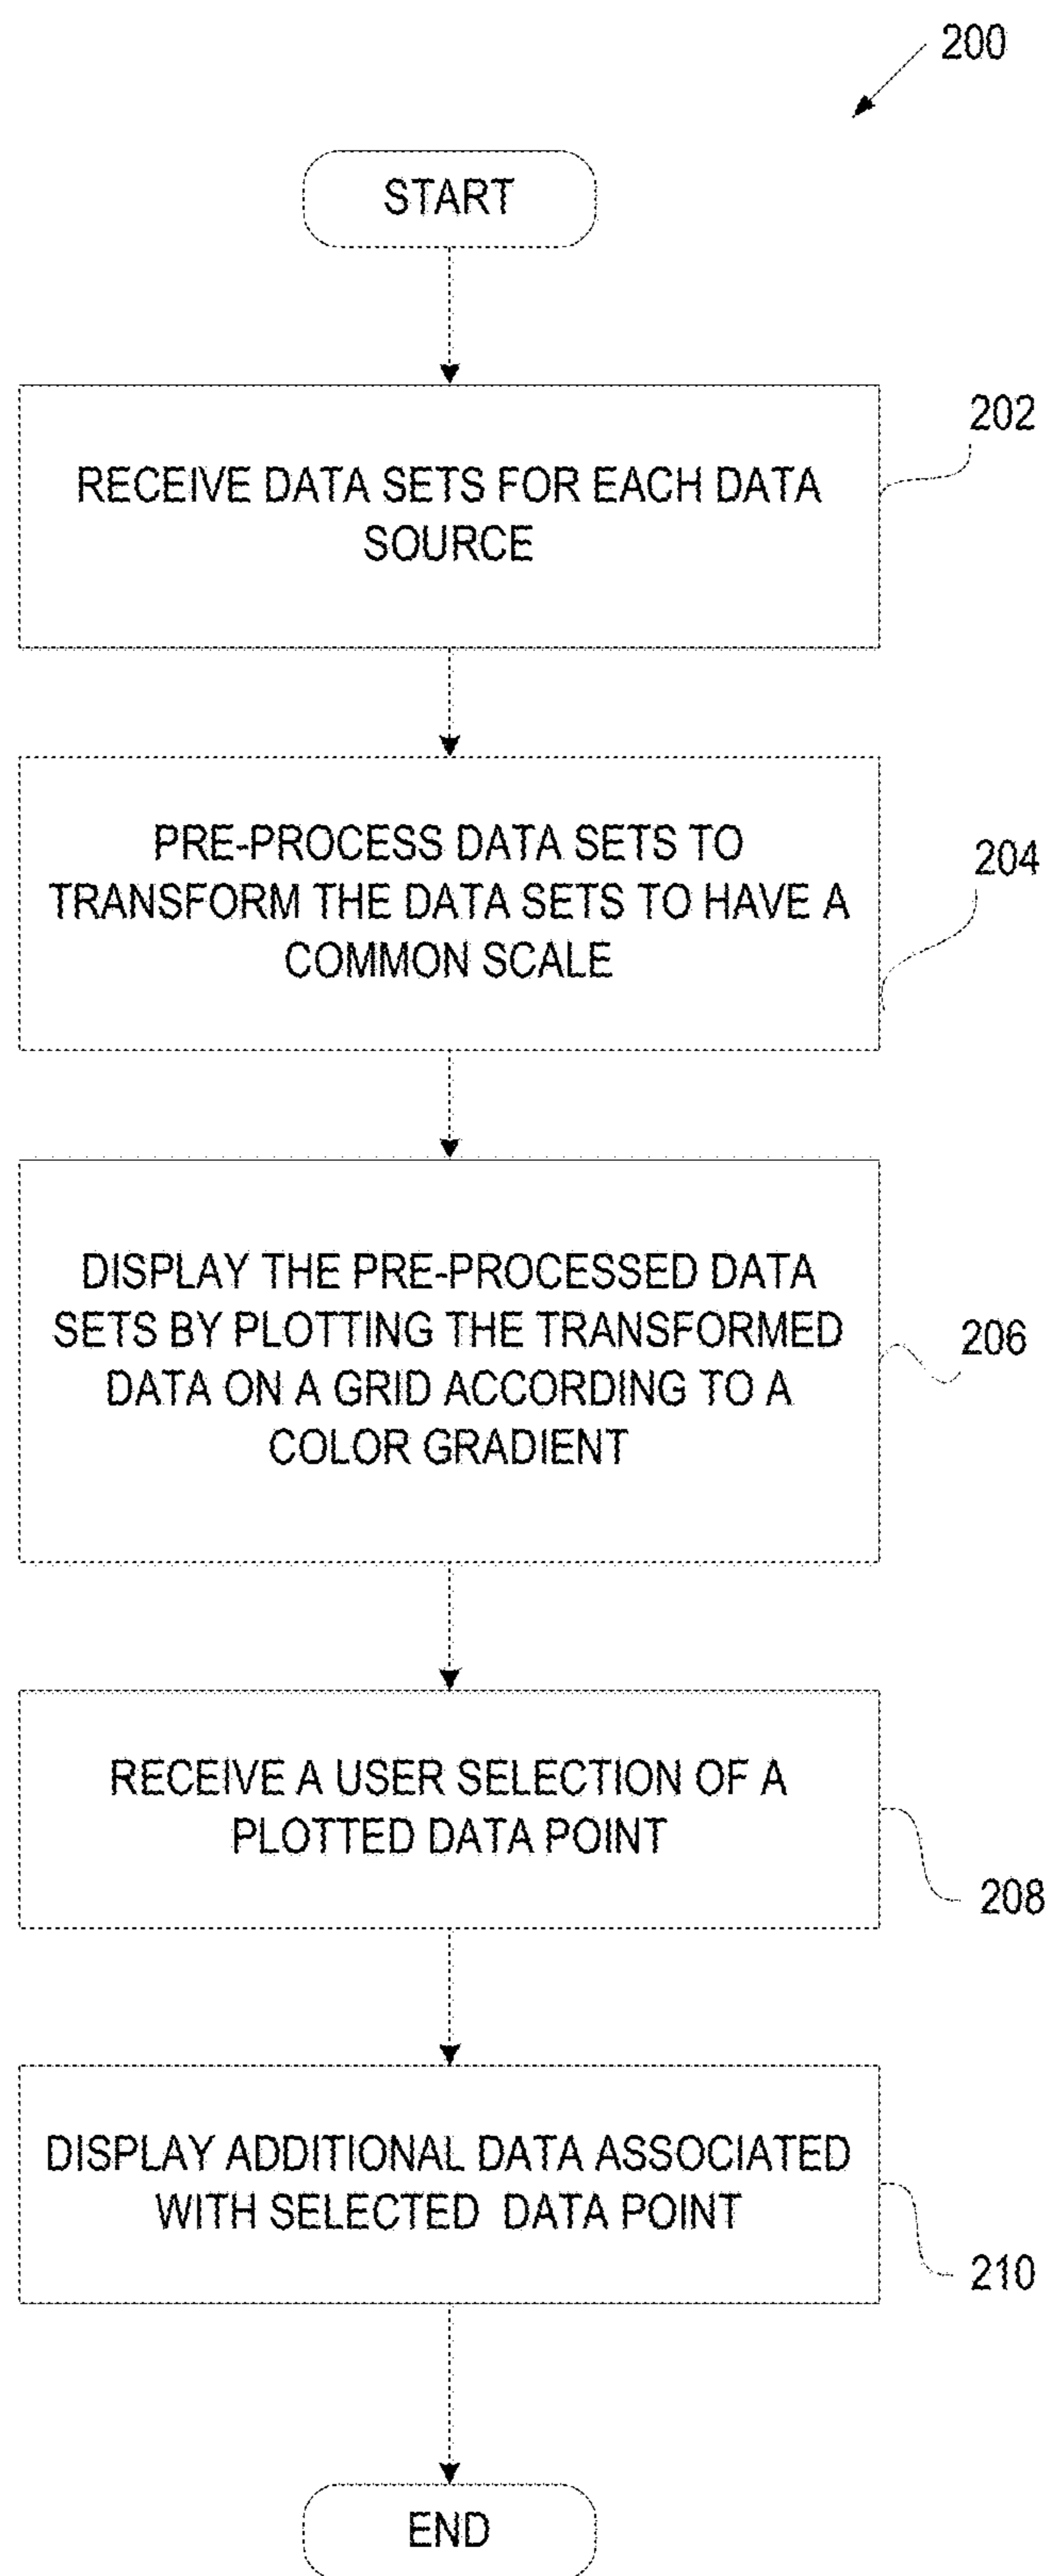 200
START
202
RECEIVE DATA SETS FOR EACH DATA
SOURCE
204
PRE-PROCESS DATA SETS TO
TRANSFORM THE DATA SETS TO HAVE A
COMMON SCALE
206
DISPLAY THE PRE-PROCESSED DATA
SETS BY PLOTTING THE TRANSFORMED
DATA ON A GRID ACCORDING TO A
COLOR GRADIENT
RECEIVE A USER SELECTION OF A
PLOTTED DATA POINT
208
DISPLAY ADDITIONAL DATA ASSOCIATED
WITH SELECTED DATA POINT
210
END